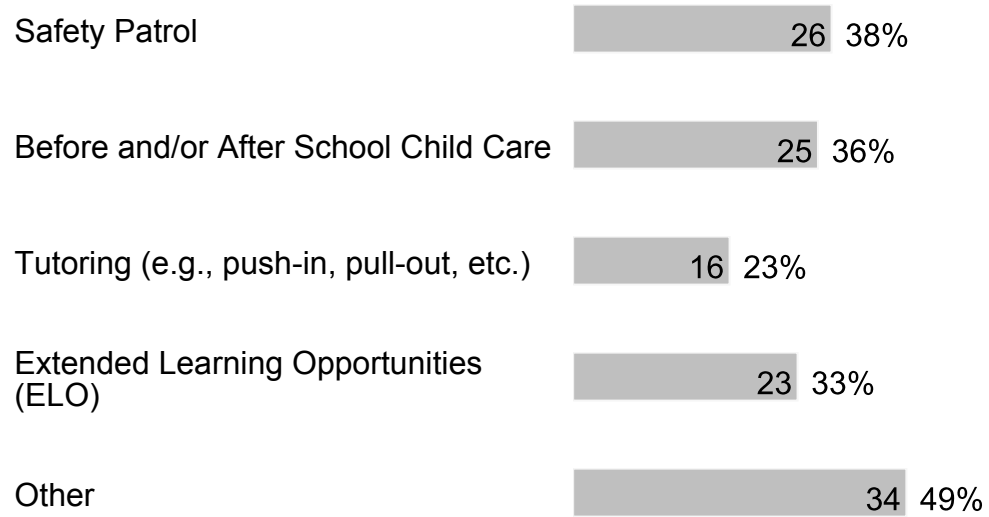 Safety Patrol 26 38%
Before and/or After School Child Care 25 36%
Tutoring (e.g., push-in, pull-out, etc.) 16 23%
Extended Learning Opportunities
(ELO) 23 33%
Other 34 49%